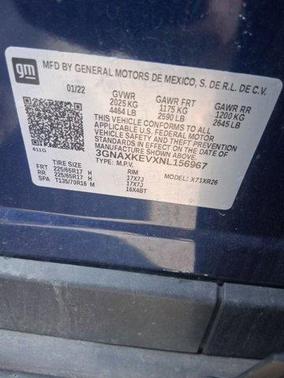 gm
MFD BY GENERAL MOTORS DE MEXICO, S. DE R.L. DE C.V.
01/22 GVWR GAWR FRT GAWR RR
2025 KG 1175 KG 1200 KG
4464 LB 2590 LB 2645 LB
THIS VEHICLE CONFORMS TO ALL
APPLICABLE U.S. FEDERAL MOTOR
VEHICLE SAFETY AND BUMPER
STANDARDS IN EFFECT ON THE DATE
OF MANUFACTURE SHOWN ABOVE.
3GNAXKEVXNL156967
TYPE: M.P.V. MODEL: X71XR26
TIRE SIZE RIM
FRT 225/65R17 H 17X7J
RR 225/65R17 H 17X7J
SPA T135/70R16 M 16X4BT